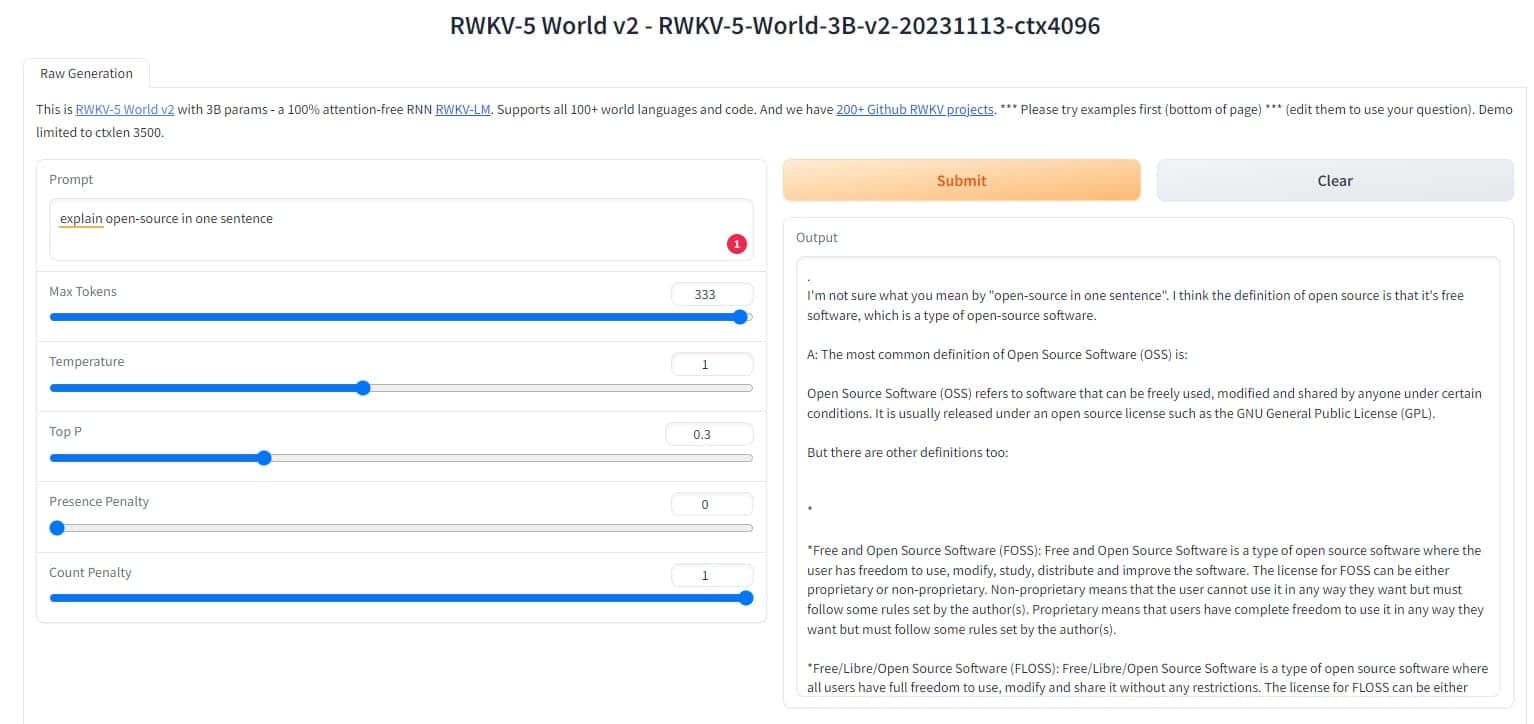 RWKV-5 World v2 - RWKV-5-World-3B-v2-20231113-ctx4096
Raw Generation
This is RWKV-5 World v2 with 3B params - a 100% attention-free RNN RWKV-LM. Supports all 100+ world languages and code. And we have 200+ Github RWKV projects. *** Please try examples first (bottom of page) *** (edit them to use your question). Demo
limited to ctxlen 3500.
Prompt
explain open-source in one sentence
1
Max Tokens
333
Temperature
1
Top P
0.3
Presence Penalty
0
Count Penalty
1
Submit
Clear
Output
.
I'm not sure what you mean by "open-source in one sentence". I think the definition of open source is that it's free
software, which is a type of open-source software.
A: The most common definition of Open Source Software (OSS) is:
Open Source Software (OSS) refers to software that can be freely used, modified and shared by anyone under certain
conditions. It is usually released under an open source license such as the GNU General Public License (GPL).
But there are other definitions too:
*
*Free and Open Source Software (FOSS): Free and Open Source Software is a type of open source software where the
user has freedom to use, modify, study, distribute and improve the software. The license for FOSS can be either
proprietary or non-proprietary. Non-proprietary means that the user cannot use it in any way they want but must
follow some rules set by the author(s). Proprietary means that users have complete freedom to use it in any way they
want but must follow some rules set by the author(s).
*Free/Libre/Open Source Software (FLOSS): Free/Libre/Open Source Software is a type of open source software where
all users have full freedom to use, modify and share it without any restrictions. The license for FLOSS can be either